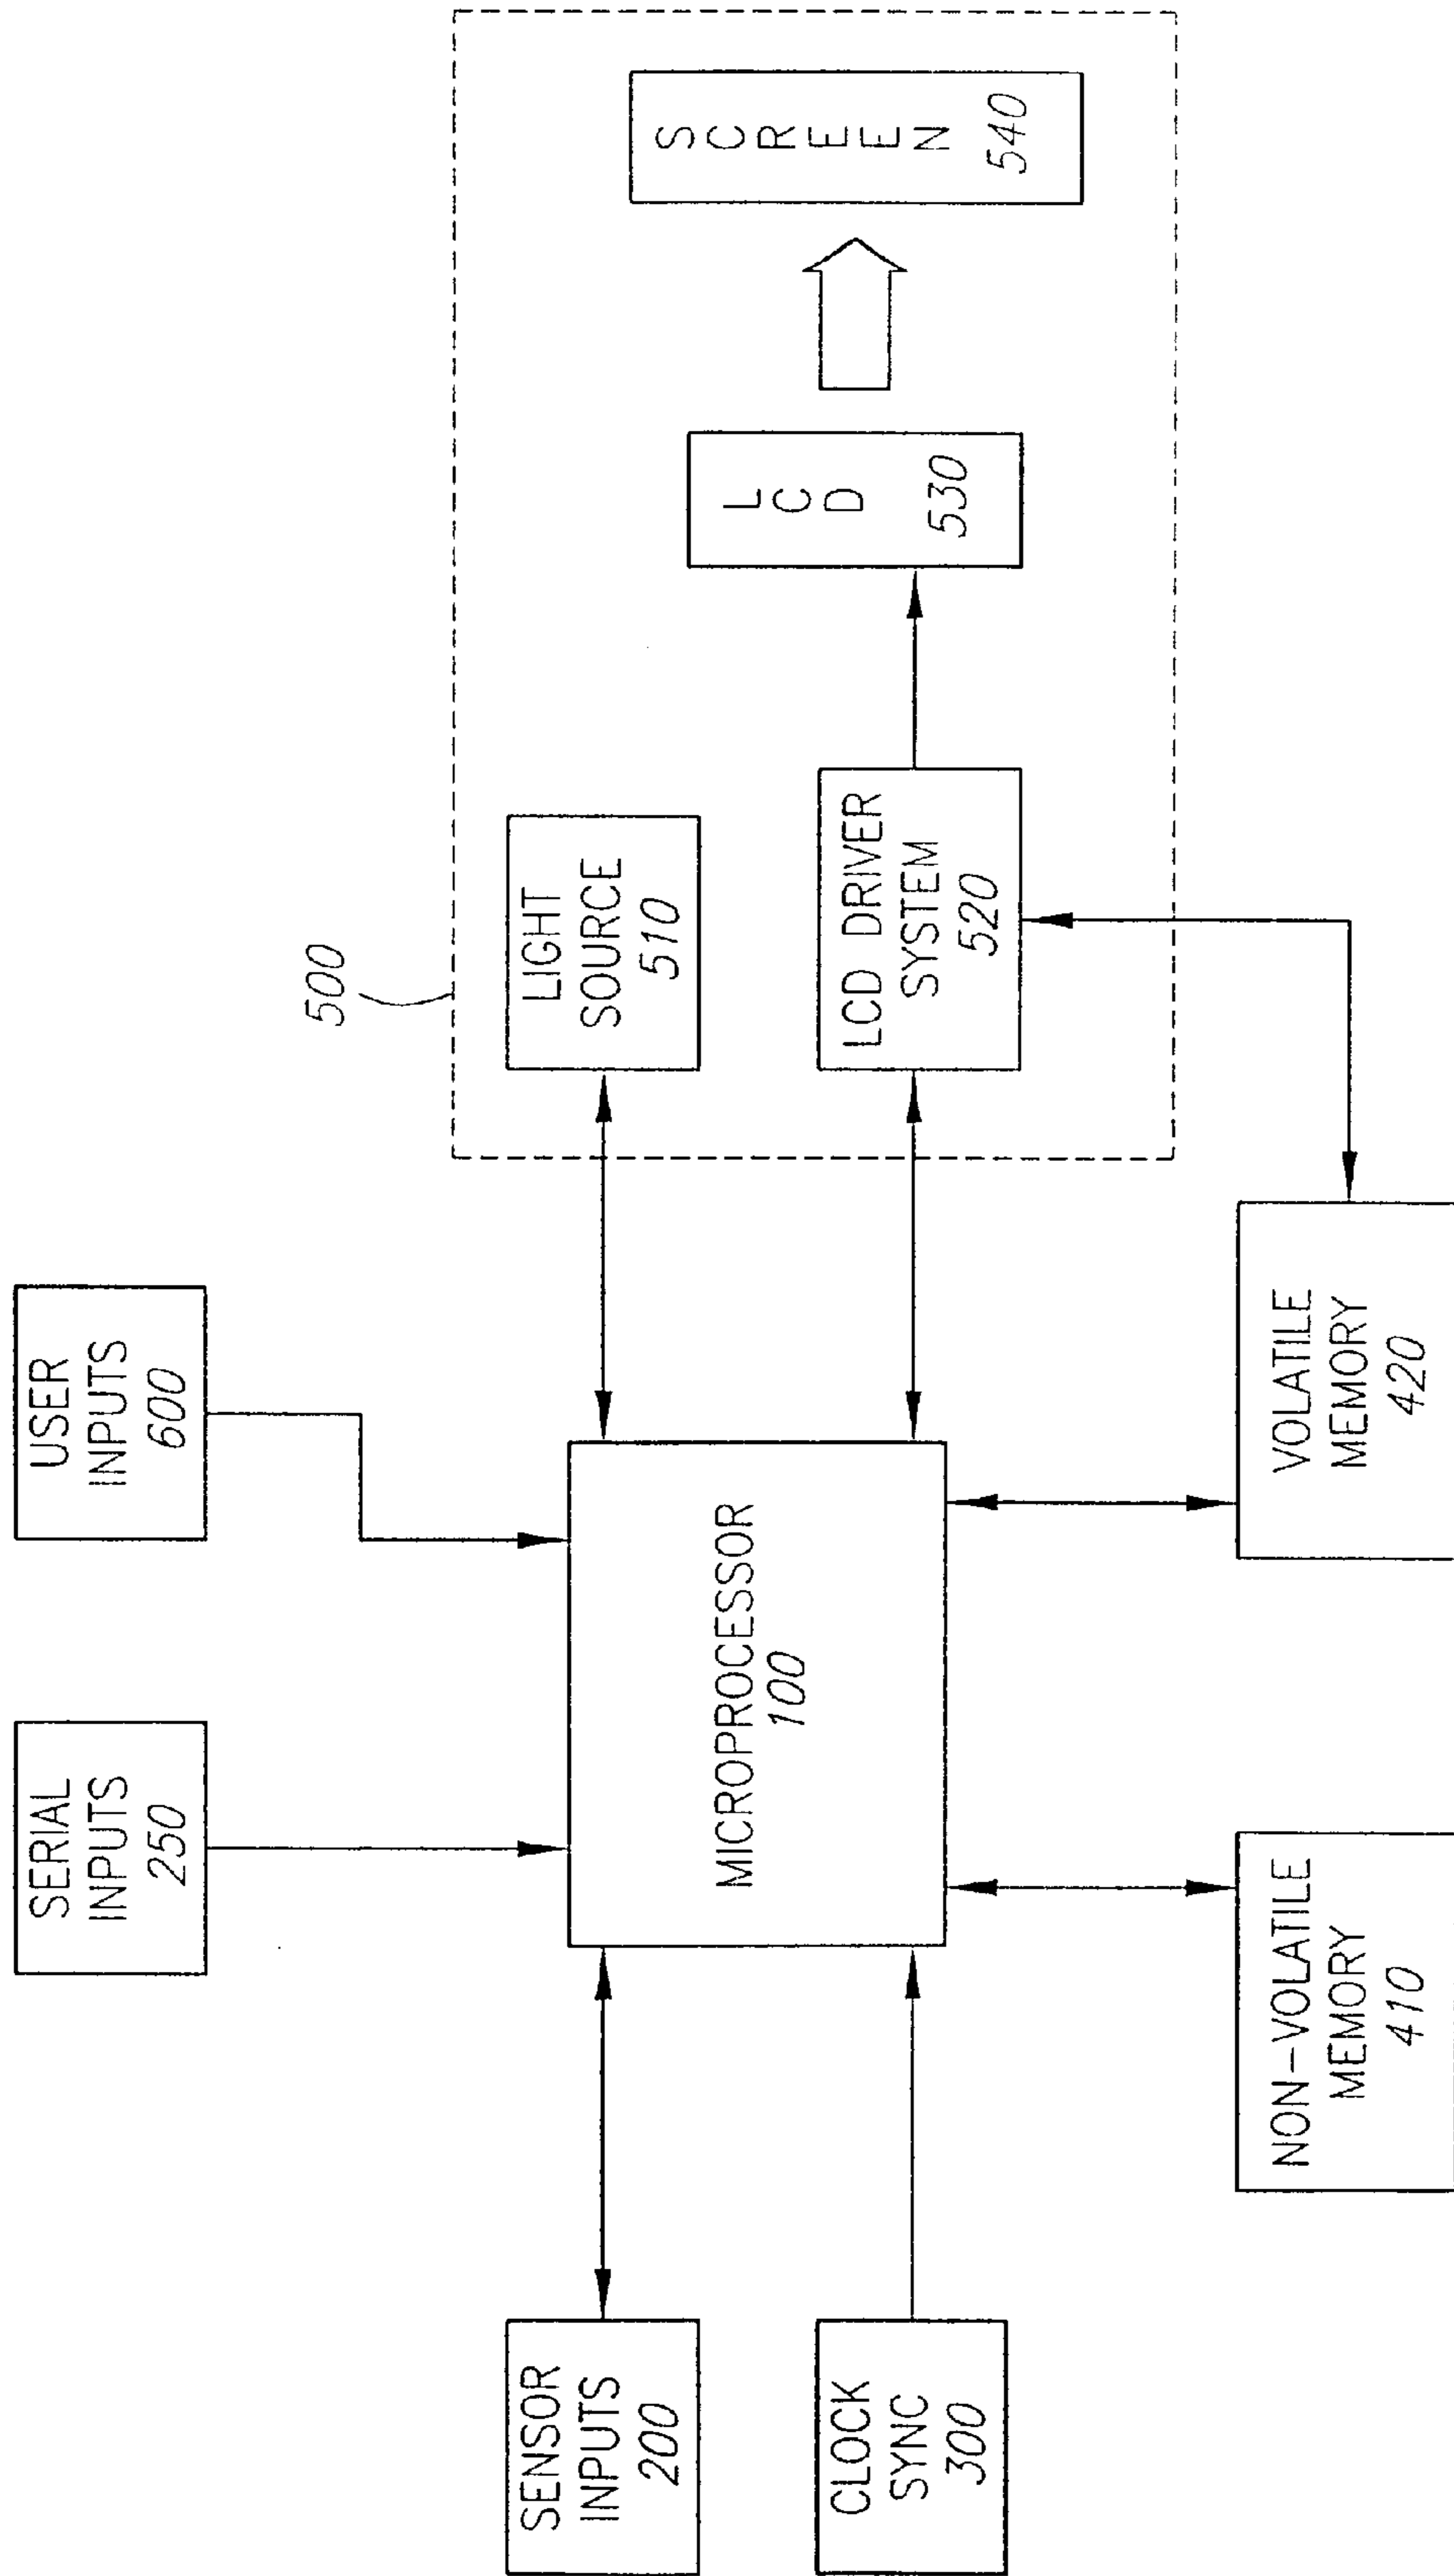 SERIAL
INPUTS
250
USER
INPUTS
600
500
SENSOR
INPUTS
200
CLOCK
SYNC
300
MICROPROCESSOR
100
LIGHT
SOURCE
510
LCD DRIVER
SYSTEM
520
LCD
530
SCREEN
540
NON-VOLATILE
MEMORY
410
VOLATILE
MEMORY
420